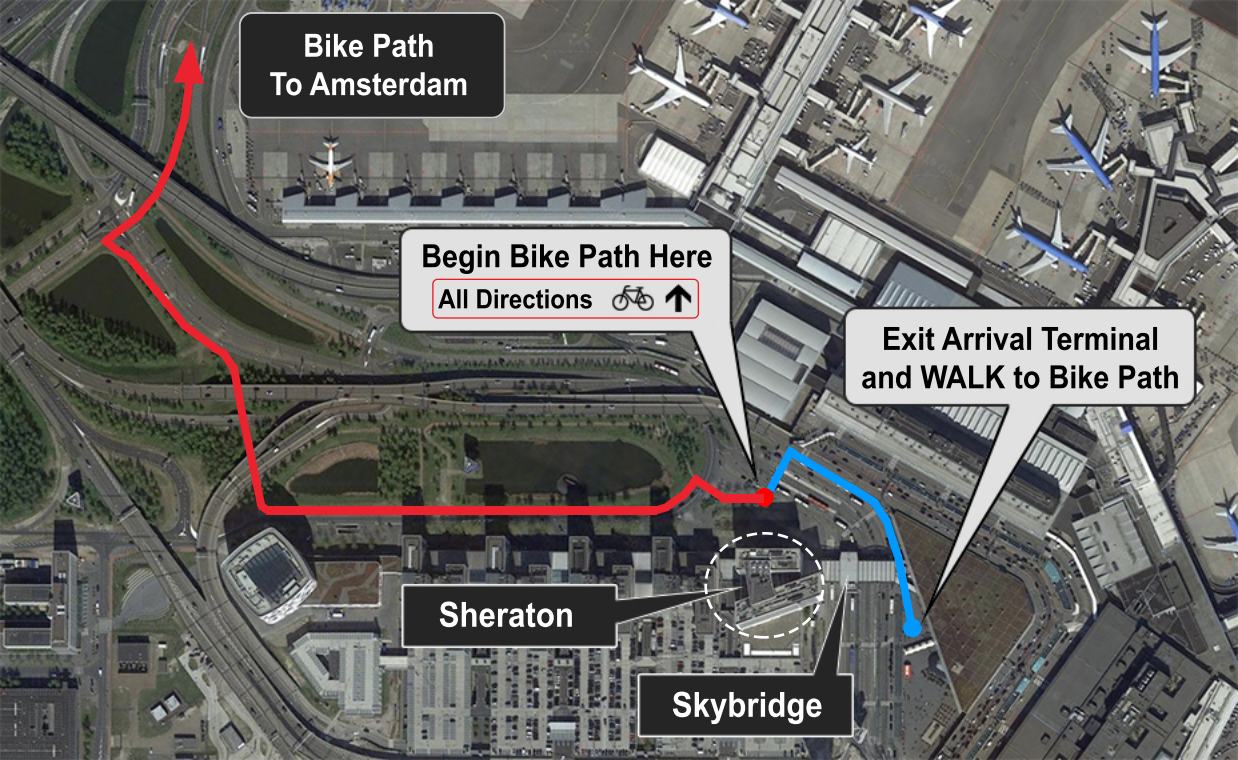 Bike Path
To Amsterdam
Begin Bike Path Here
All Directions
Exit Arrival Terminal
and WALK to Bike Path
Sheraton
Skybridge